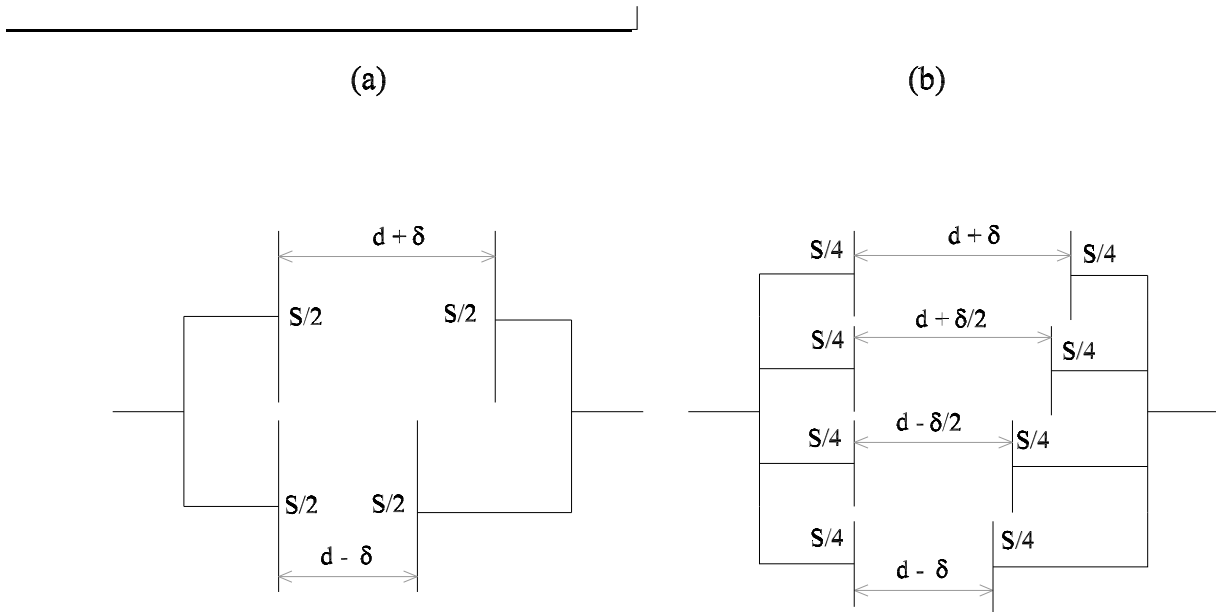 (a) (b)
d + δ d + δ
S/4 S/4
S/2 S/2
d + δ/2
S/4 S/4
d - δ/2
S/4 S/4
S/2 S/2
S/4 S/4
d - δ d - δ